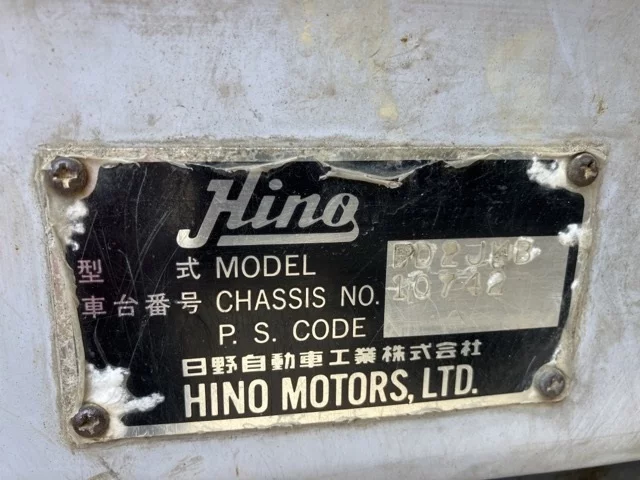 Hino
型 式 MODEL
車台番号 CHASSIS NO. 10742
P. S. CODE
日野自動車工業株式会社
HINO MOTORS, LTD.